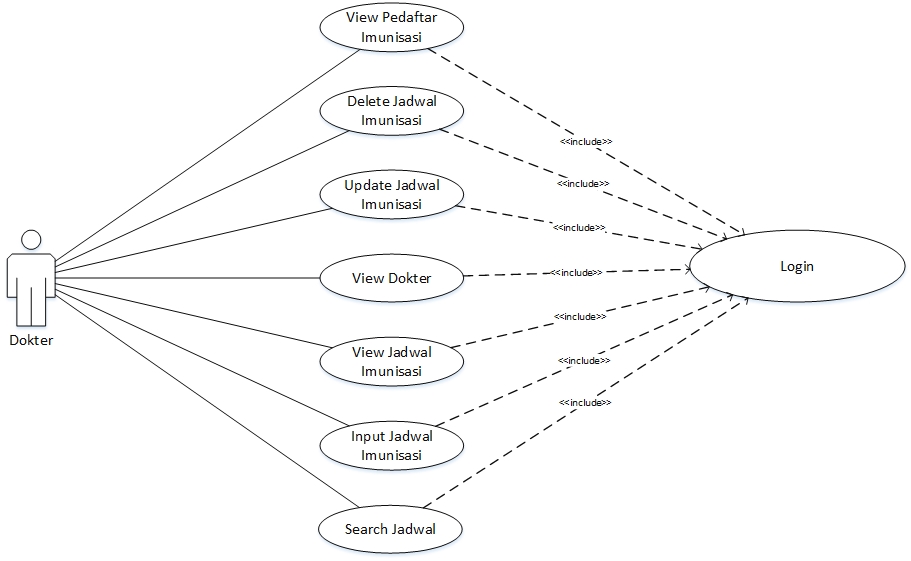 View Pedaftar
Imunisasi
Delete Jadwal
Imunisasi
<<include>>
<<include>>
Update Jadwal
Imunisasi
<<include>>
View Dokter
<<include>>
Login
Dokter
<<include>>
View Jadwal
Imunisasi
<<include>>
Input Jadwal
Imunisasi
<<include>>
Search Jadwal